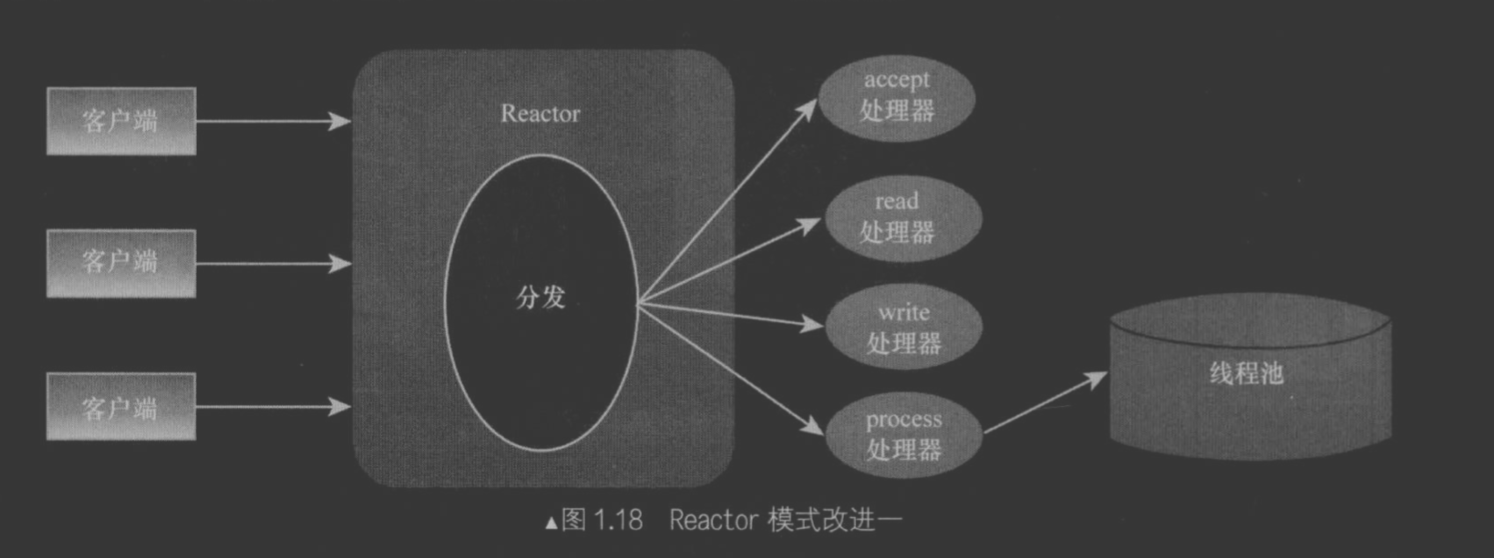 客户端
客户端
客户端
Reactor
分发
accept
处理器
read
处理器
write
处理器
process
处理器
线程池
▲图 1.18 Reactor 模式改进一